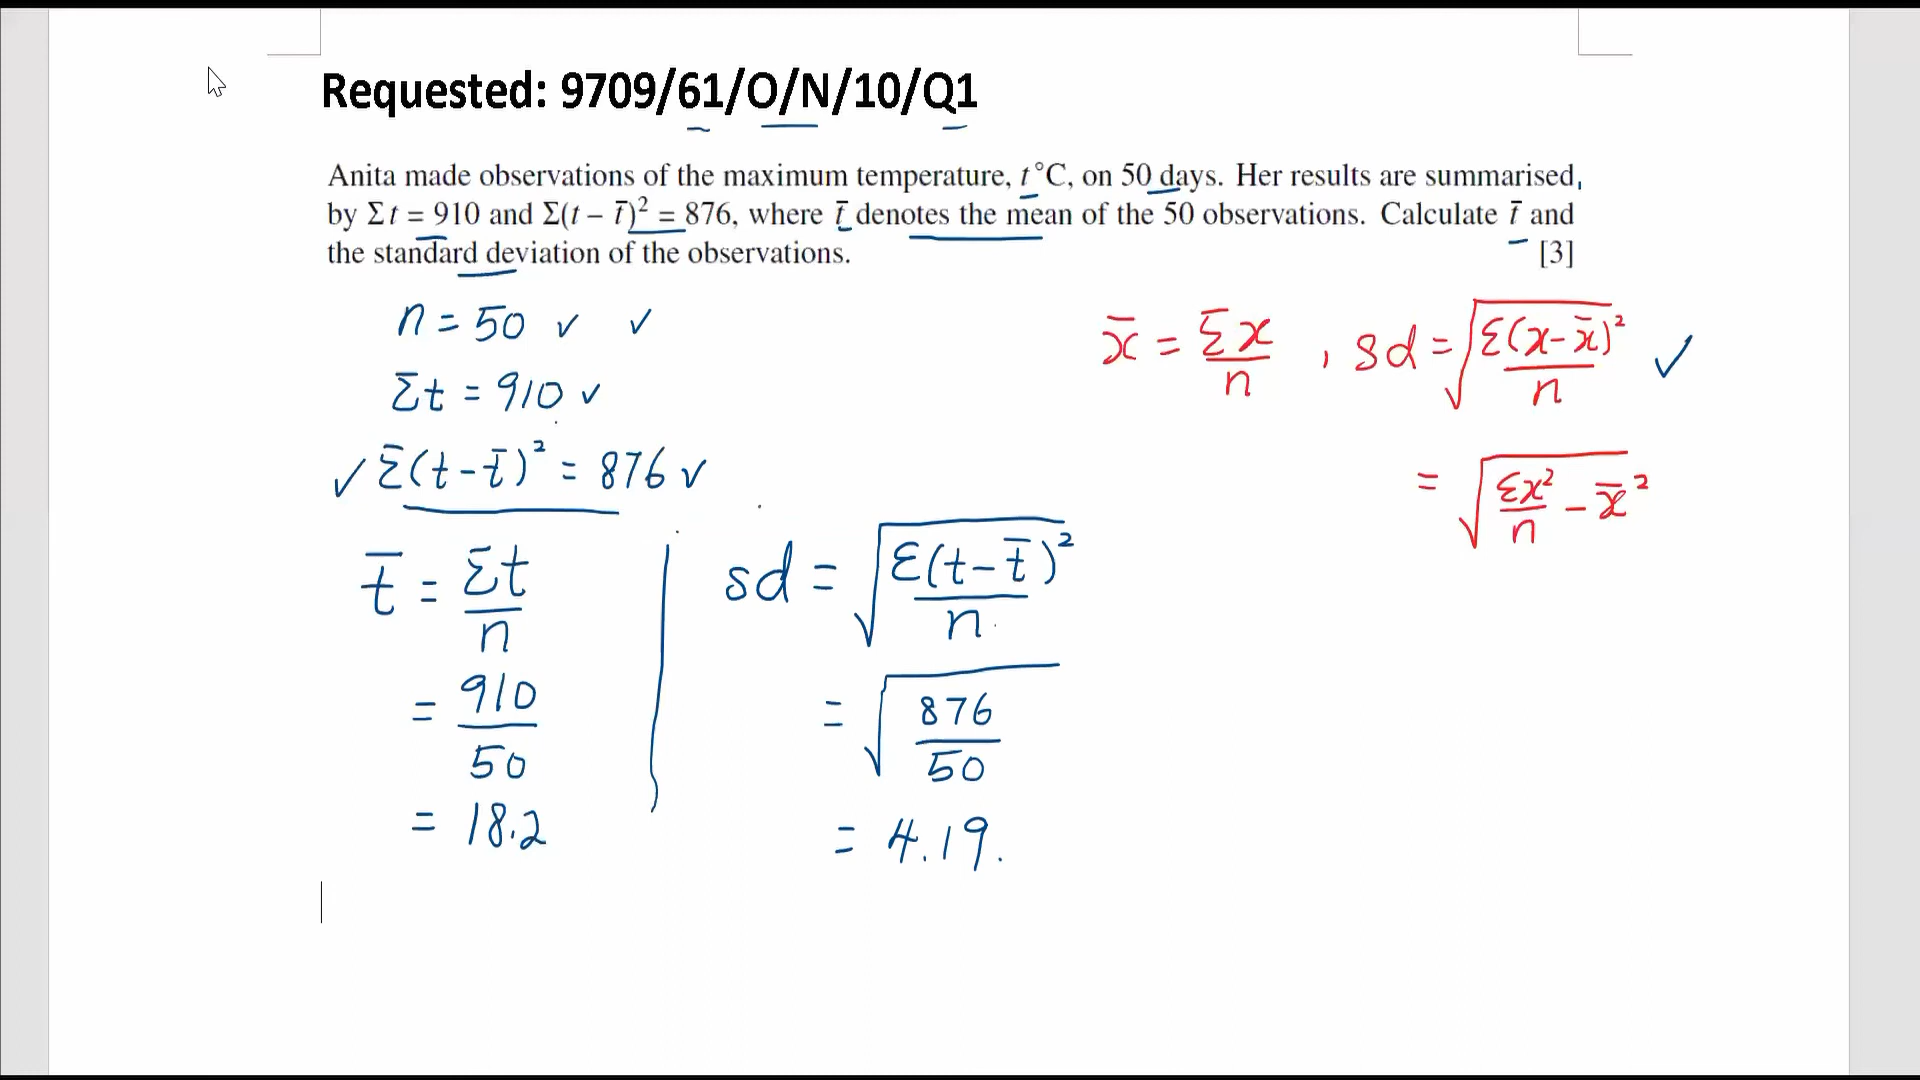 Requested: 9709/61/O/N/10/Q1
Anita made observations of the maximum temperature, t °C, on 50 days. Her results are summarised
by Σt = 910 and Σ(t − t̄)² = 876, where t̄ denotes the mean of the 50 observations. Calculate t̄ and
the standard deviation of the observations. [3]
n = 50 ✓ ✓
Σt = 910 ✓
✓ Σ(t − t̄)² = 876 ✓
x̄ = Σx/n , sd = √(Σ(x − x̄)²/n) ✓
= √(Σx²/n − x̄²)
t̄ = Σt/n
= 910/50
= 18.2
sd = √(Σ(t − t̄)²/n)
= √(876/50)
= 4.19.